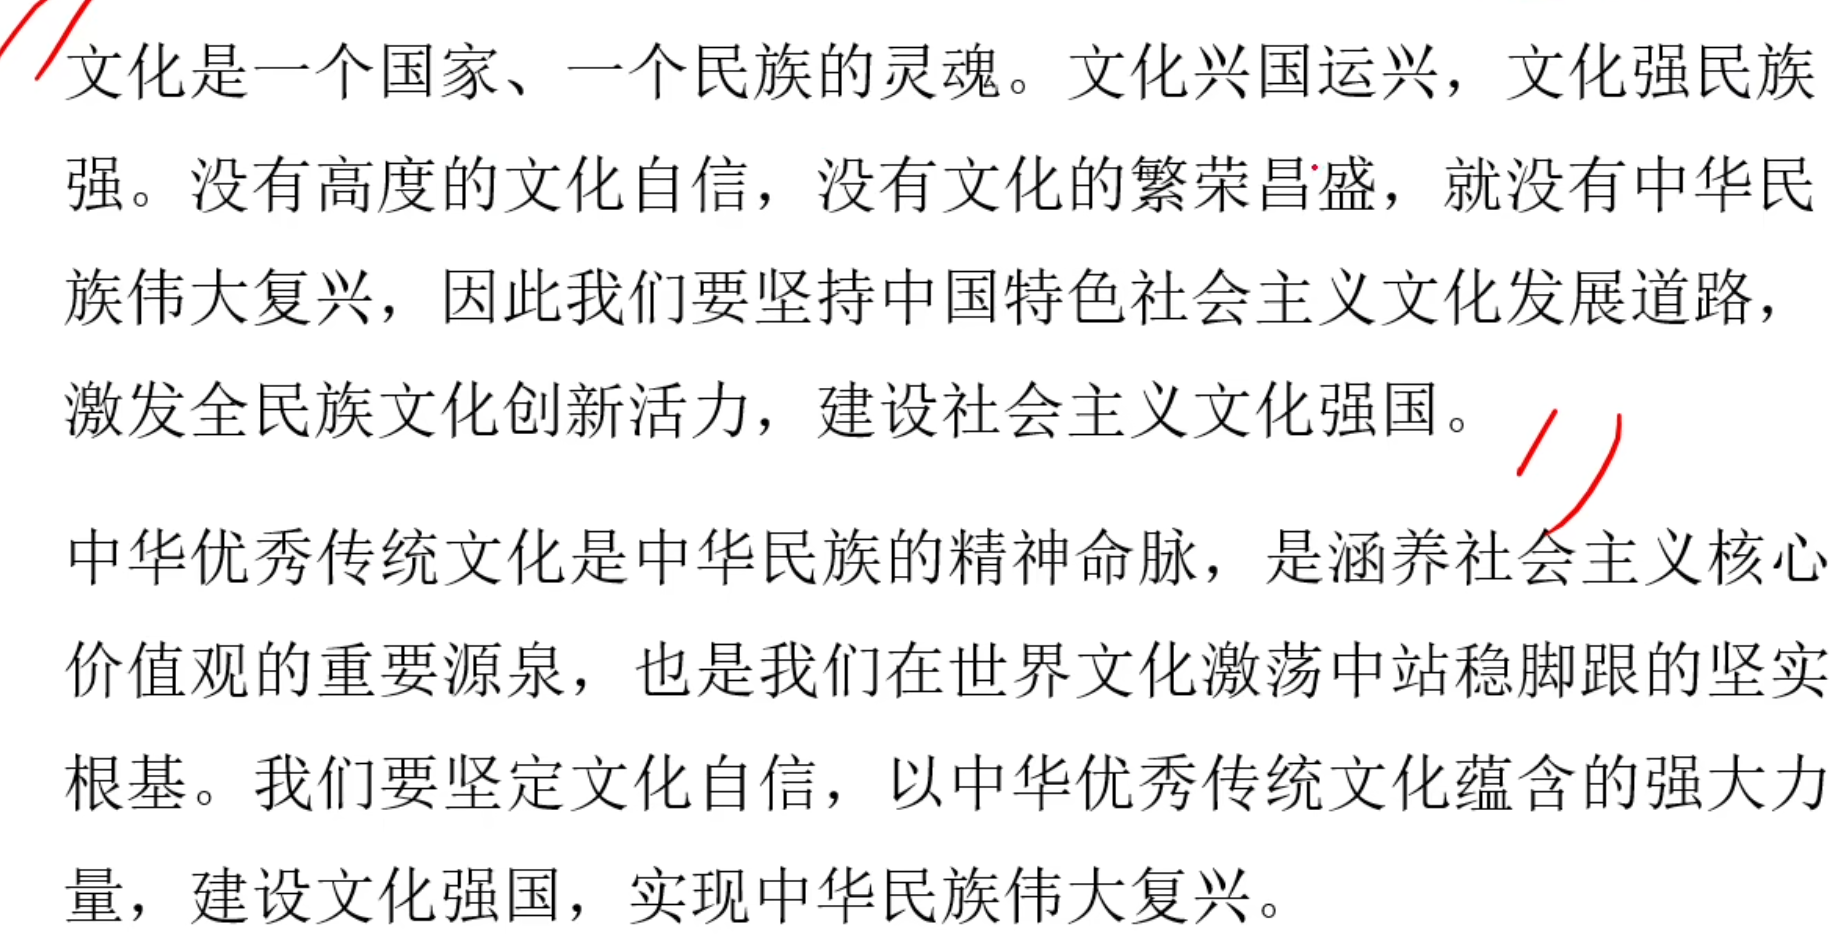 文化是一个国家、一个民族的灵魂。文化兴国运兴，文化强民族
强。没有高度的文化自信，没有文化的繁荣昌盛，就没有中华民
族伟大复兴，因此我们要坚持中国特色社会主义文化发展道路，
激发全民族文化创新活力，建设社会主义文化强国。
中华优秀传统文化是中华民族的精神命脉，是涵养社会主义核心
价值观的重要源泉，也是我们在世界文化激荡中站稳脚跟的坚实
根基。我们要坚定文化自信，以中华优秀传统文化蕴含的强大力
量，建设文化强国，实现中华民族伟大复兴。